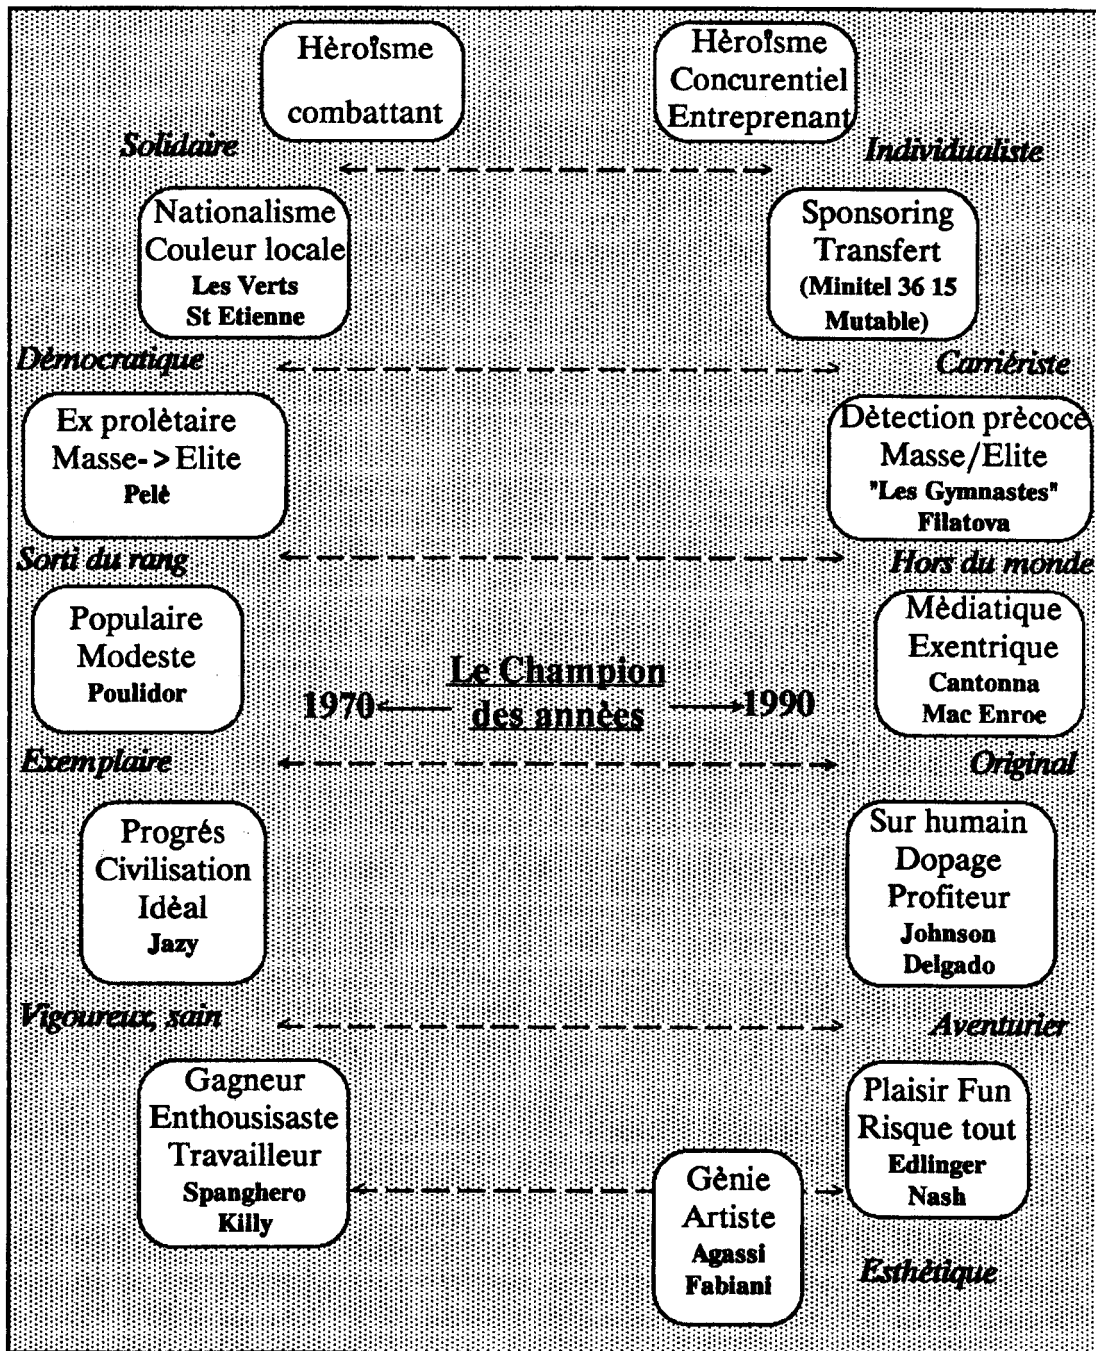 Hèroîsme
combattant
Hèroîsme
Concurentiel
Entreprenant
Solidaire
Individualiste
Nationalisme
Couleur locale
Les Verts
St Etienne
Sponsoring
Transfert
(Minitel 36 15
Mutable)
Dèmocratique
Carrièriste
Ex prolètaire
Masse-> Elite
Pelè
Dètection prècoce
Masse/Elite
"Les Gymnastes"
Filatova
Sorti du rang
Hors du monde
Populaire
Modeste
Poulidor
Mèdiatique
Exentrique
Cantonna
Mac Enroe
Le Champion
des annèes
1970
1990
Exemplaire
Original
Progrés
Civilisation
Idèal
Jazy
Sur humain
Dopage
Profiteur
Johnson
Delgado
Vigoureux, sain
Aventurier
Gagneur
Enthousisaste
Travailleur
Spanghero
Killy
Plaisir Fun
Risque tout
Edlinger
Nash
Gènie
Artiste
Agassi
Fabiani
Esthètique